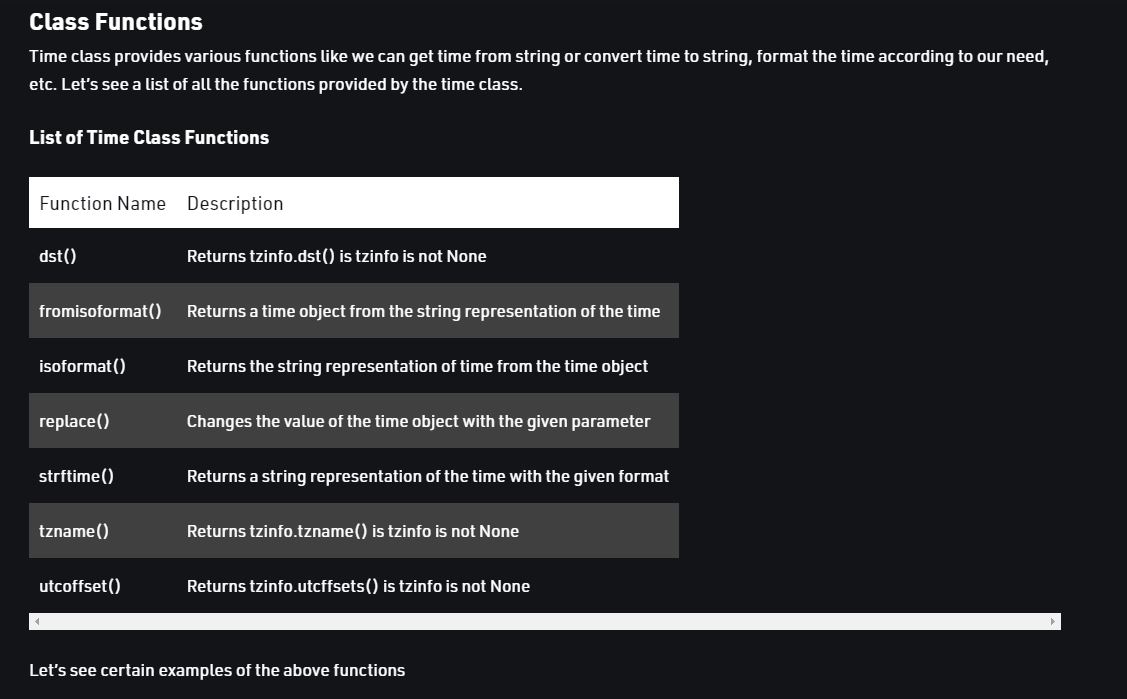 Class Functions
Time class provides various functions like we can get time from string or convert time to string, format the time according to our need,
etc. Let’s see a list of all the functions provided by the time class.
List of Time Class Functions
Function Name Description
dst() Returns tzinfo.dst() is tzinfo is not None
fromisoformat() Returns a time object from the string representation of the time
isoformat() Returns the string representation of time from the time object
replace() Changes the value of the time object with the given parameter
strftime() Returns a string representation of the time with the given format
tzname() Returns tzinfo.tzname() is tzinfo is not None
utcoffset() Returns tzinfo.utcffsets() is tzinfo is not None
Let’s see certain examples of the above functions